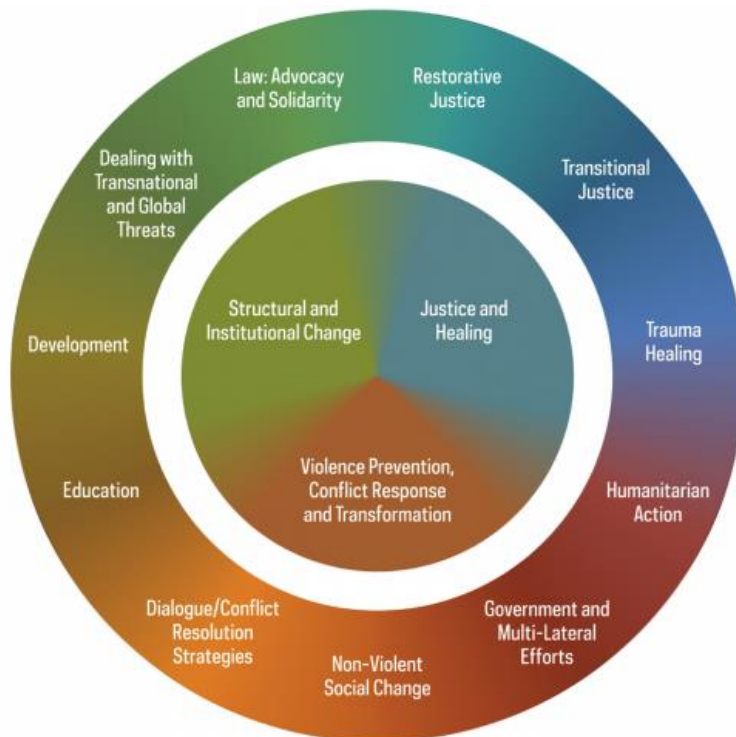 Law: Advocacy
and Solidarity
Restorative
Justice
Transitional
Justice
Trauma
Healing
Humanitarian
Action
Government and
Multi-Lateral
Efforts
Non-Violent
Social Change
Dialogue/Conflict
Resolution
Strategies
Education
Development
Dealing with
Transnational
and Global
Threats
Structural and
Institutional Change
Justice and
Healing
Violence Prevention,
Conflict Response
and Transformation